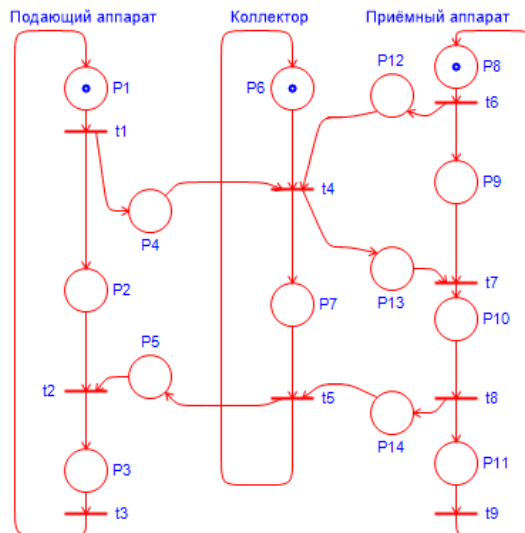 Подающий аппарат
Коллектор
Приёмный аппарат
P1
P6
P12
P8
t1
t6
P9
t4
P4
P13
t7
P2
P7
P10
P5
t2
t5
t8
P14
P3
P11
t3
t9